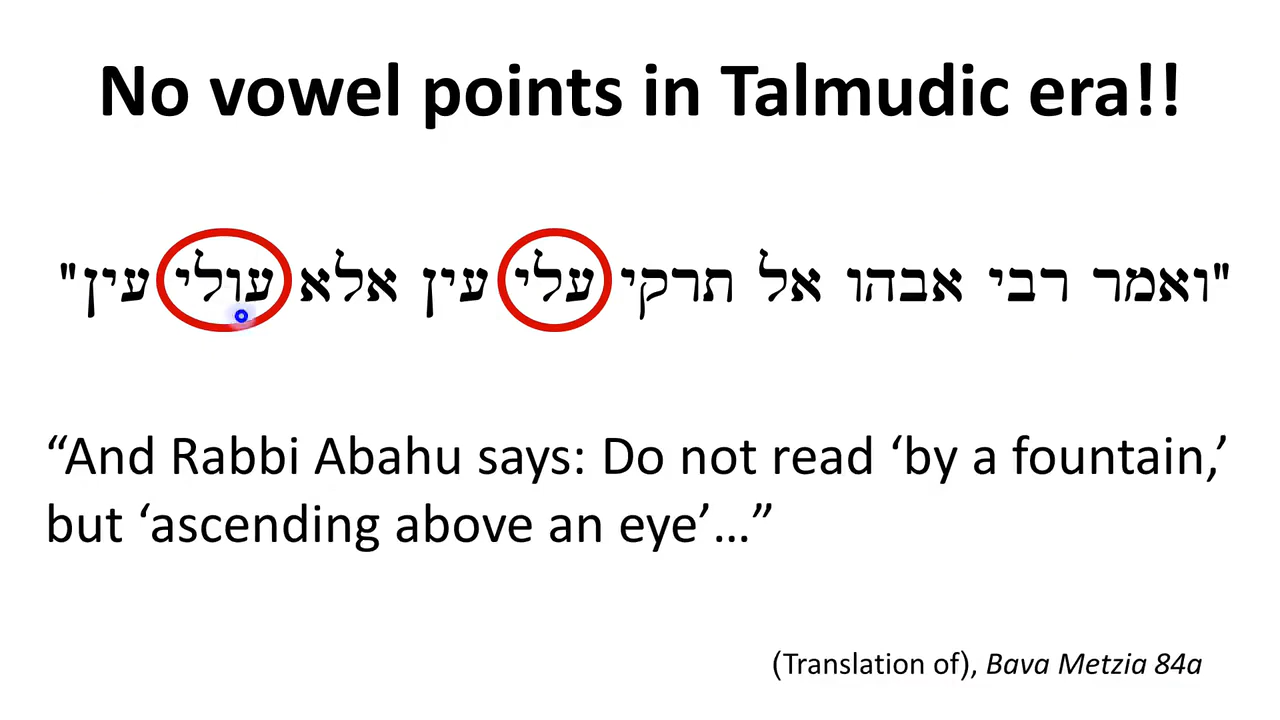 No vowel points in Talmudic era!!
"ואמר רבי אבהו אל תרקי עלי עין אלא עולי עין"
“And Rabbi Abahu says: Do not read ‘by a fountain,’
but ‘ascending above an eye’…”
(Translation of), Bava Metzia 84a